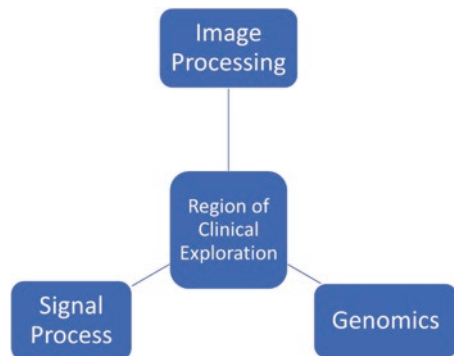 Image
Processing
Region of
Clinical
Exploration
Signal
Process
Genomics